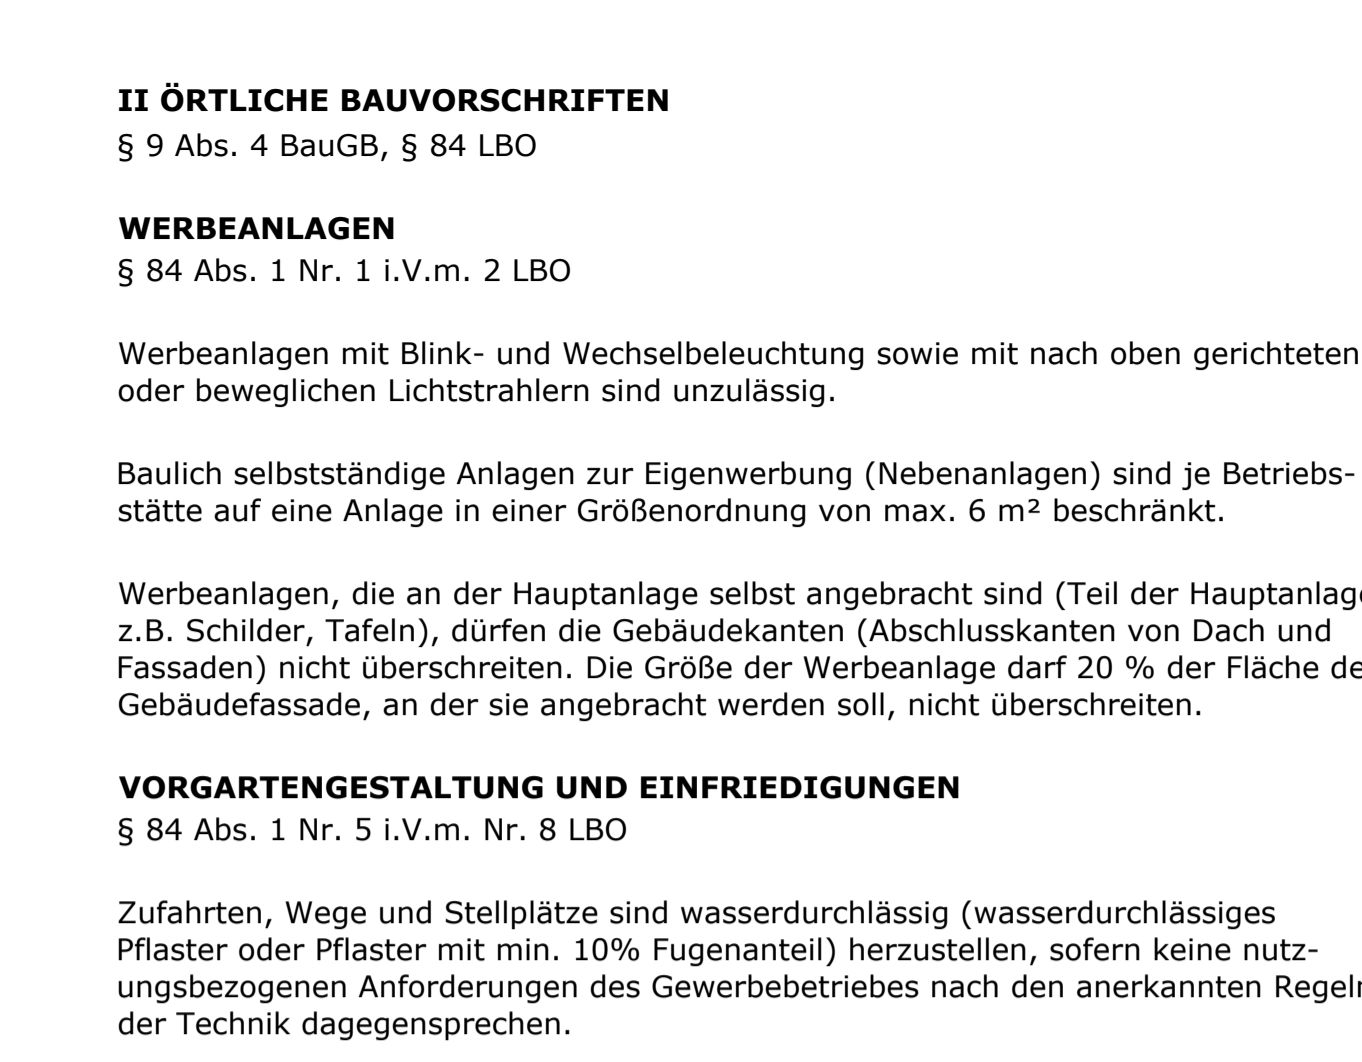 II ÖRTLICHE BAUVORSCHRIFTEN
§ 9 Abs. 4 BauGB, § 84 LBO
WERBEANLAGEN
§ 84 Abs. 1 Nr. 1 i.V.m. 2 LBO
Werbeanlagen mit Blink- und Wechselbeleuchtung sowie mit nach oben gerichteten
oder beweglichen Lichtstrahlern sind unzulässig.
Baulich selbstständige Anlagen zur Eigenwerbung (Nebenanlagen) sind je Betriebs-
stätte auf eine Anlage in einer Größenordnung von max. 6 m² beschränkt.
Werbeanlagen, die an der Hauptanlage selbst angebracht sind (Teil der Hauptanlage
z.B. Schilder, Tafeln), dürfen die Gebäudekanten (Abschlusskanten von Dach und
Fassaden) nicht überschreiten. Die Größe der Werbeanlage darf 20 % der Fläche de
Gebäudefassade, an der sie angebracht werden soll, nicht überschreiten.
VORGARTENGESTALTUNG UND EINFRIEDIGUNGEN
§ 84 Abs. 1 Nr. 5 i.V.m. Nr. 8 LBO
Zufahrten, Wege und Stellplätze sind wasserdurchlässig (wasserdurchlässiges
Pflaster oder Pflaster mit min. 10% Fugenanteil) herzustellen, sofern keine nutz-
ungsbezogenen Anforderungen des Gewerbebetriebes nach den anerkannten Regeln
der Technik dagegensprechen.